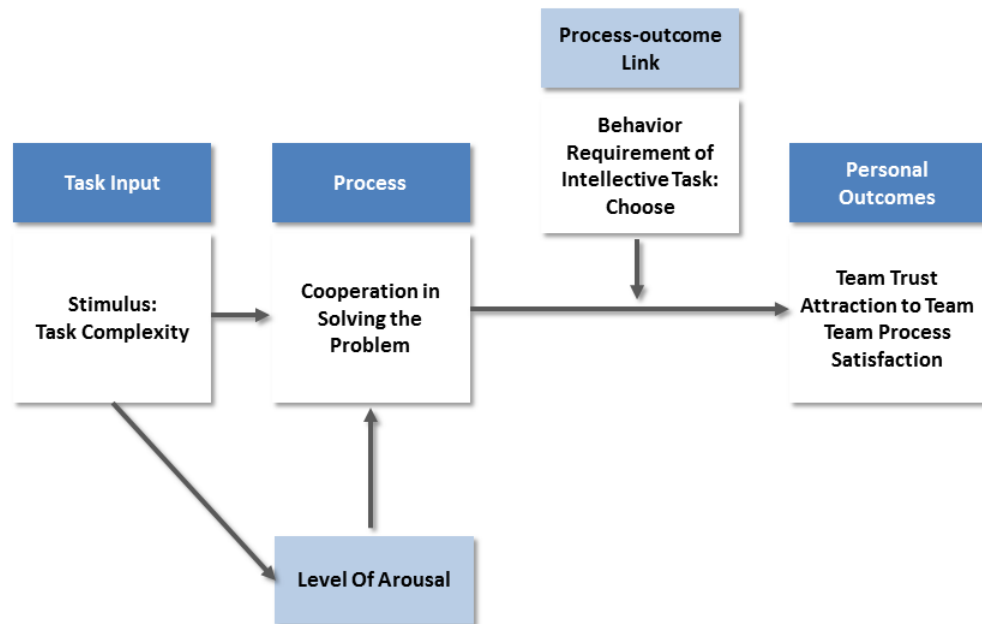 Process-outcome
Link
Behavior
Requirement of
Intellective Task:
Choose
Task Input
Process
Personal
Outcomes
Stimulus:
Task Complexity
Cooperation in
Solving the
Problem
Team Trust
Attraction to Team
Team Process
Satisfaction
Level Of Arousal